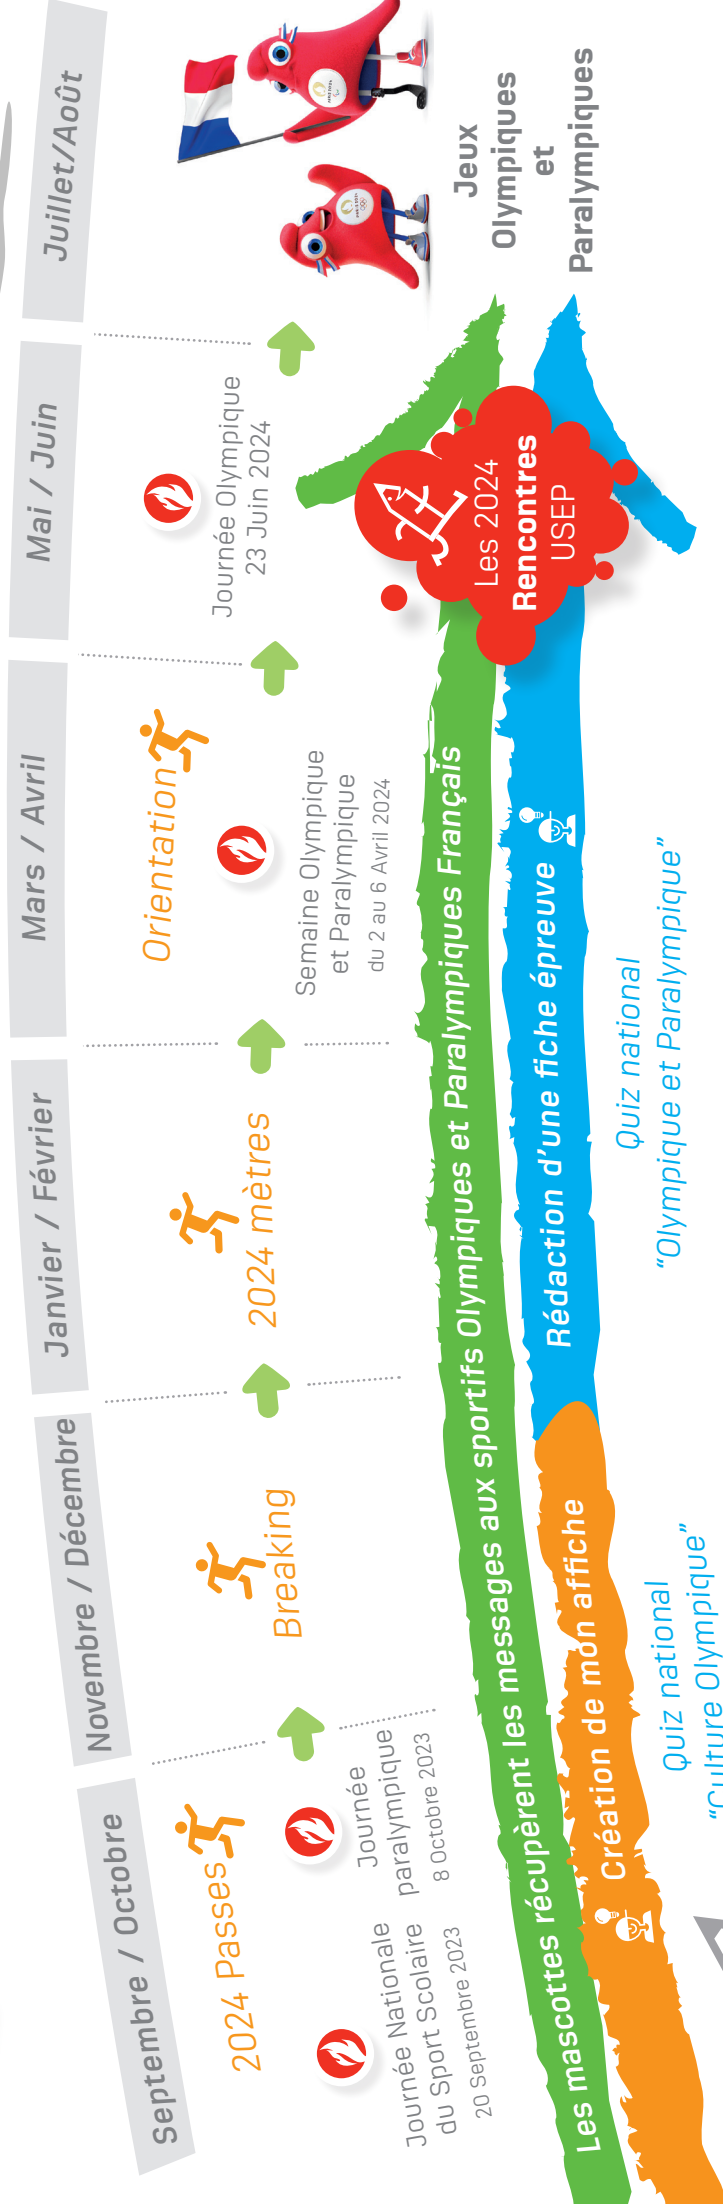 Septembre / Octobre
Novembre / Décembre
Janvier / Février
Mars / Avril
Mai / Juin
Juillet/Août
2024 Passes
Journée Nationale
du Sport Scolaire
20 Septembre 2023
Journée
paralympique
8 Octobre 2023
Breaking
2024 mètres
Orientation
Semaine Olympique
et Paralympique
du 2 au 6 Avril 2024
Journée Olympique
23 Juin 2024
Jeux
Olympiques
et
Paralympiques
Les 2024
Rencontres
USEP
Les mascottes récupèrent les messages aux sportifs Olympiques et Paralympiques Français
Création de mon affiche
Rédaction d'une fiche épreuve
Quiz national
"Culture Olympique"
Quiz national
"Olympique et Paralympique"